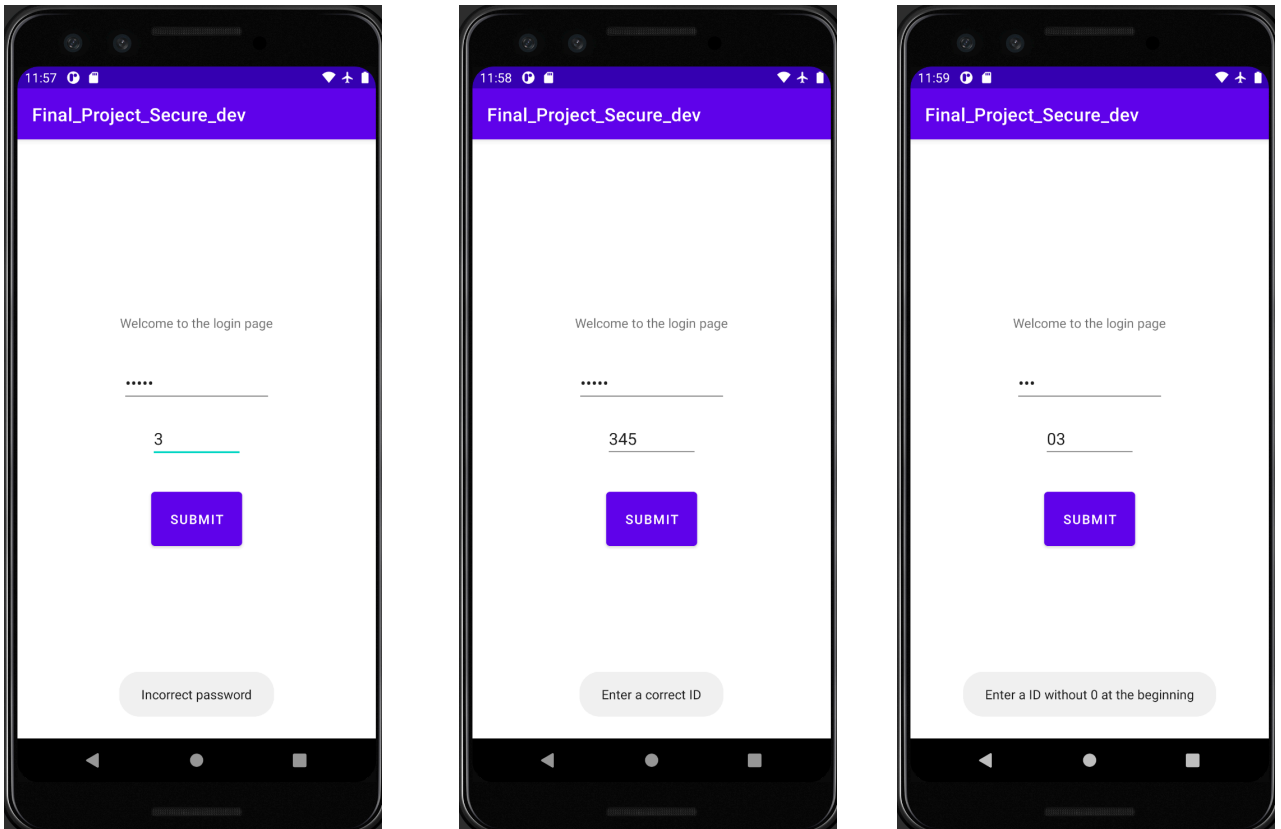 11:57
Final_Project_Secure_dev
Welcome to the login page
•••••
3
SUBMIT
Incorrect password
11:58
Final_Project_Secure_dev
Welcome to the login page
•••••
345
SUBMIT
Enter a correct ID
11:59
Final_Project_Secure_dev
Welcome to the login page
•••
03
SUBMIT
Enter a ID without 0 at the beginning